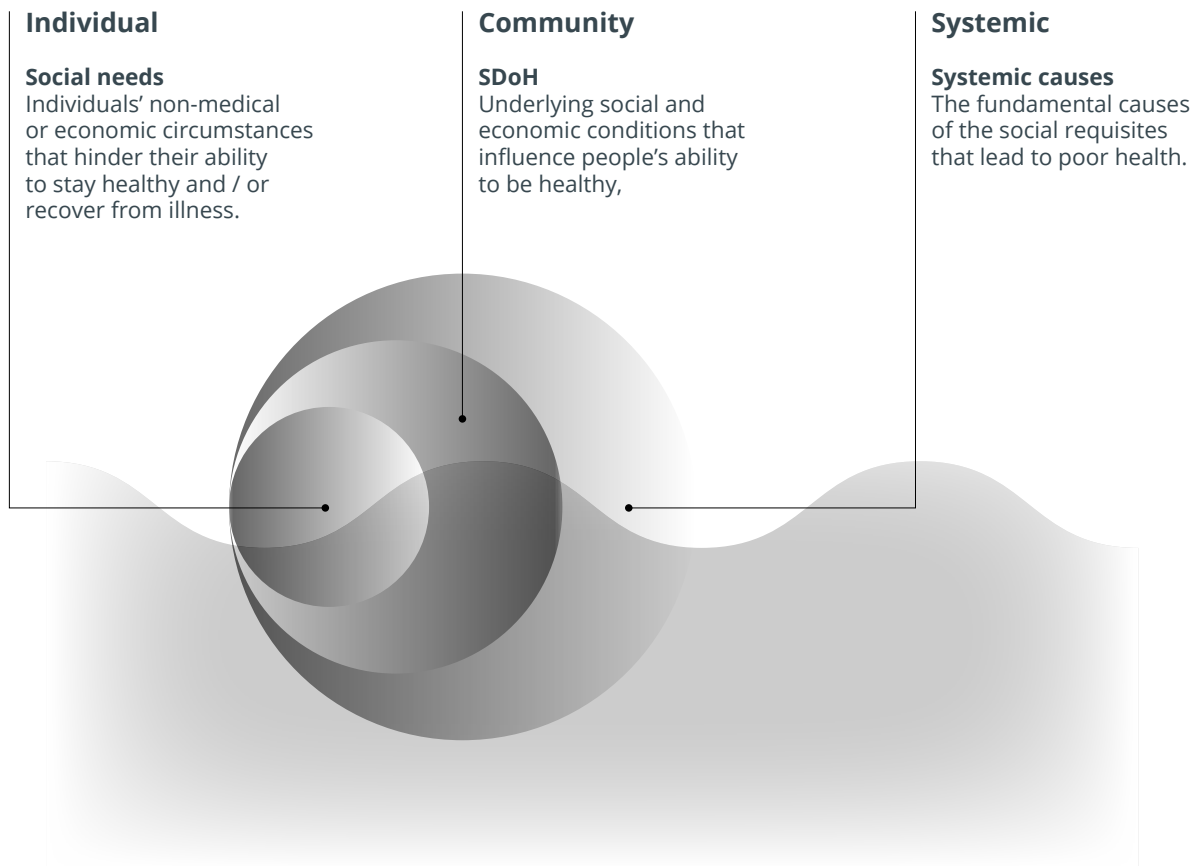 Individual
Social needs
Individuals’ non-medical
or economic circumstances
that hinder their ability
to stay healthy and / or
recover from illness.
Community
SDoH
Underlying social and
economic conditions that
influence people’s ability
to be healthy,
Systemic
Systemic causes
The fundamental causes
of the social requisites
that lead to poor health.